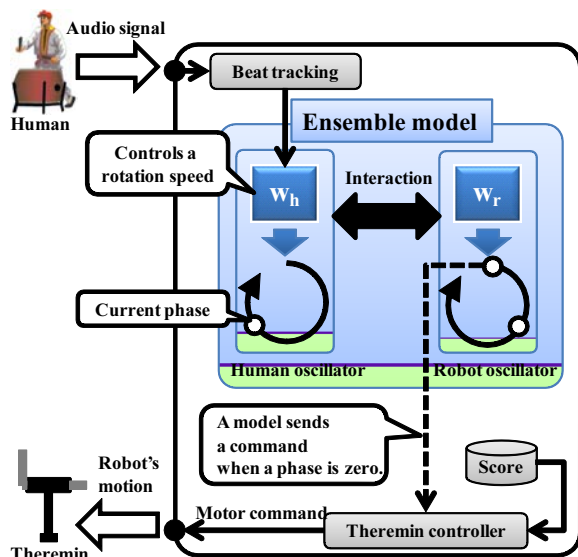 Audio signal
Human
Beat tracking
Ensemble model
Controls a
rotation speed
Wh
Interaction
Wr
Current phase
Human oscillator
Robot oscillator
A model sends
a command
when a phase is zero.
Score
Robot's
motion
Motor command
Theremin controller
Theremin